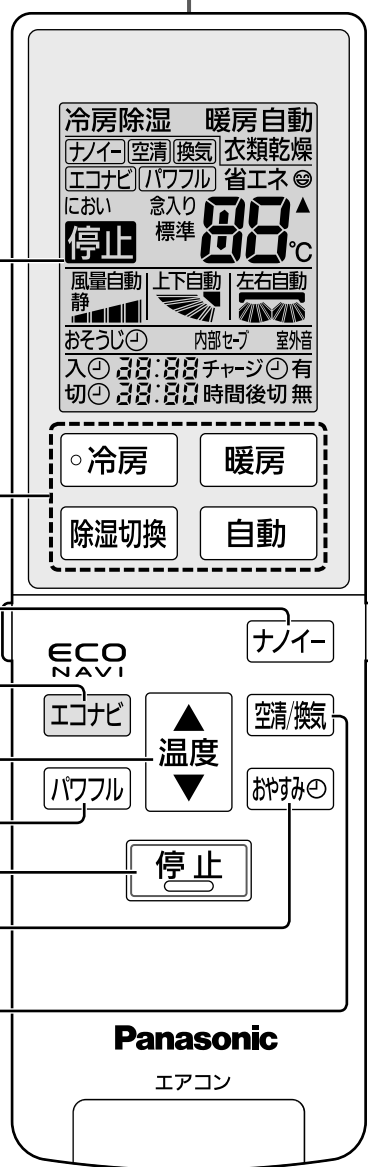 冷房除湿 暖房自動
ナノイー 空清 換気 衣類乾燥
エコナビ パワフル 省エネ
におい 念入り
停止 標準 88℃
風量自動 上下自動 左右自動
静
おそうじ 内部セーブ 室外音
入 28:88 チャージ 有
切 28:80 時間後切 無
冷房 暖房
除湿切換 自動
ECO
NAVI
ナノイー
エコナビ
空清/換気
▲
温度
▼
パワフル
おやすみ
停止
Panasonic
エアコン